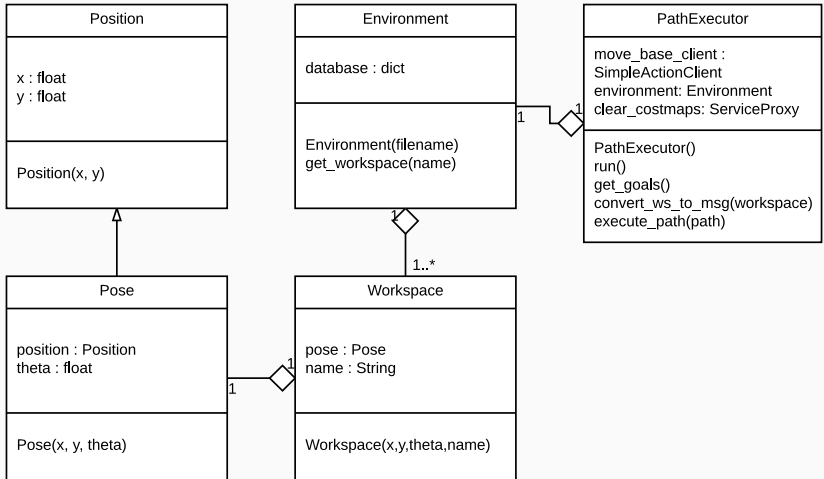 Position
x : float
y : float
Position(x, y)
Environment
database : dict
Environment(filename)
get_workspace(name)
PathExecutor
move_base_client :
SimpleActionClient
environment: Environment
clear_costmaps: ServiceProxy
PathExecutor()
run()
get_goals()
convert_ws_to_msg(workspace)
execute_path(path)
1
1
1
1..*
Pose
position : Position
theta : float
Pose(x, y, theta)
1
1
Workspace
pose : Pose
name : String
Workspace(x,y,theta,name)